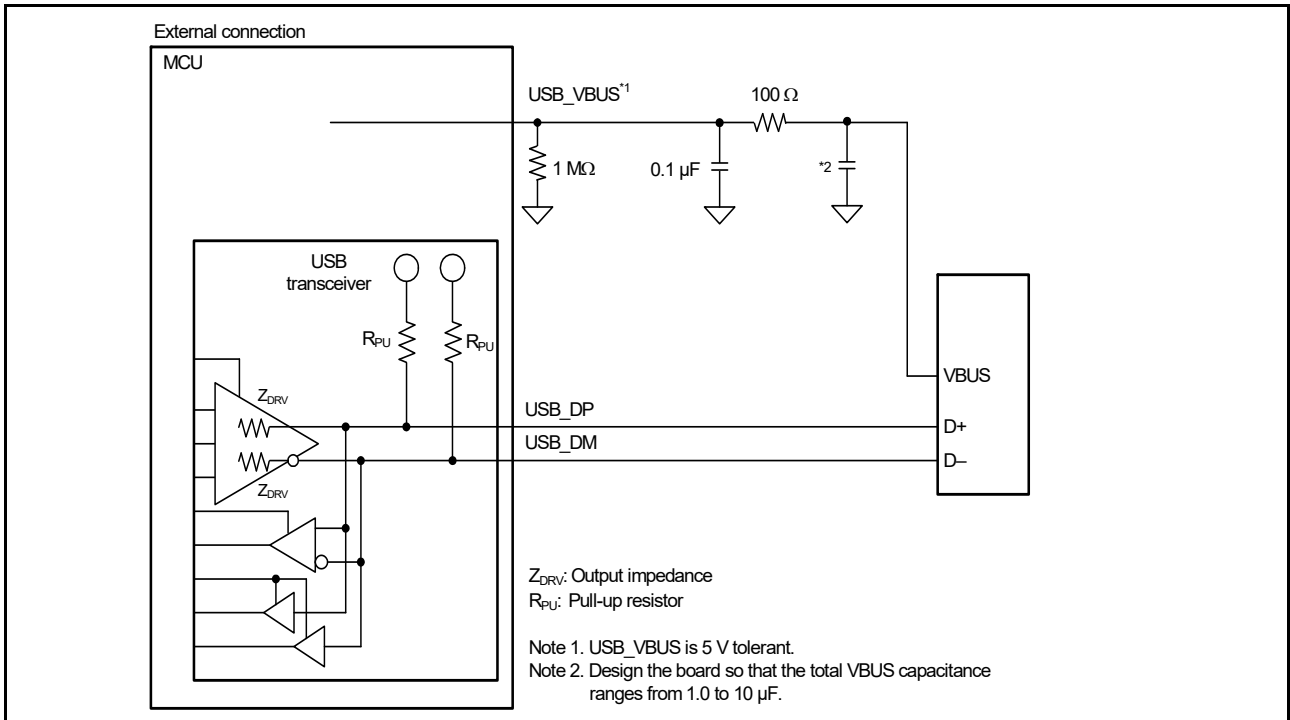 External connection
MCU
USB_VBUS*1
100 Ω
1 MΩ
0.1 µF
*2
USB
transceiver
RPU
RPU
VBUS
ZDRV
USB_DP
D+
USB_DM
D–
ZDRV
ZDRV: Output impedance
RPU: Pull-up resistor
Note 1. USB_VBUS is 5 V tolerant.
Note 2. Design the board so that the total VBUS capacitance
ranges from 1.0 to 10 µF.